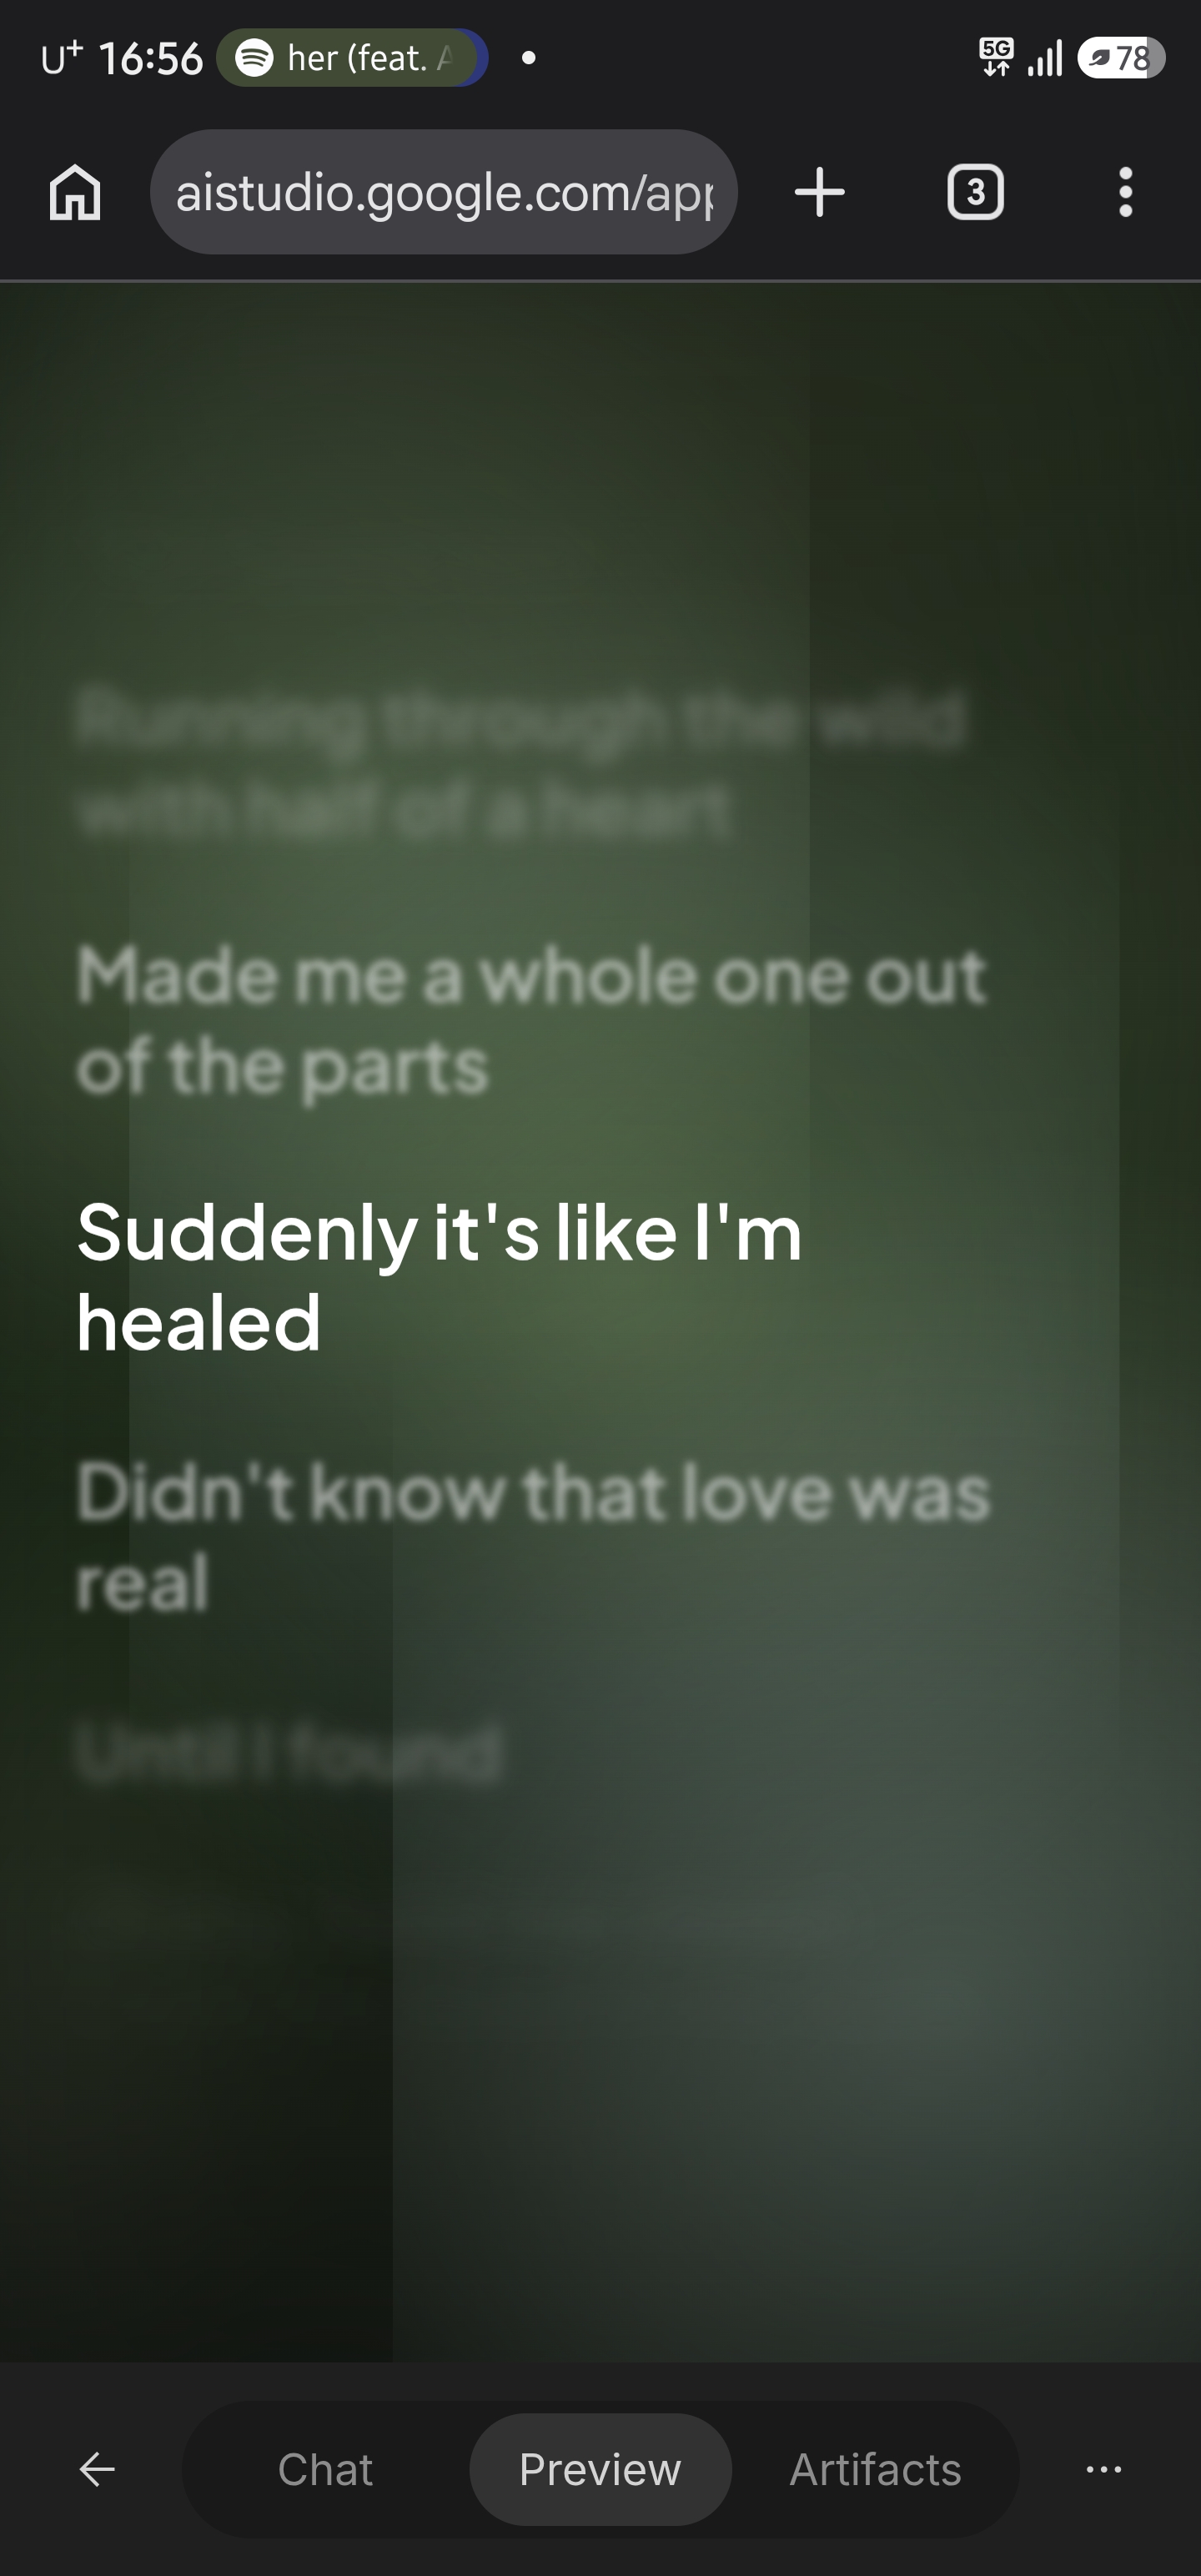 U+ 16:56 her (feat. 5G 78
aistudio.google.com/app 3
Running through the wild
with half of a heart
Made me a whole one out
of the parts
Suddenly it's like I'm
healed
Didn't know that love was
real
Until I found
Chat Preview Artifacts